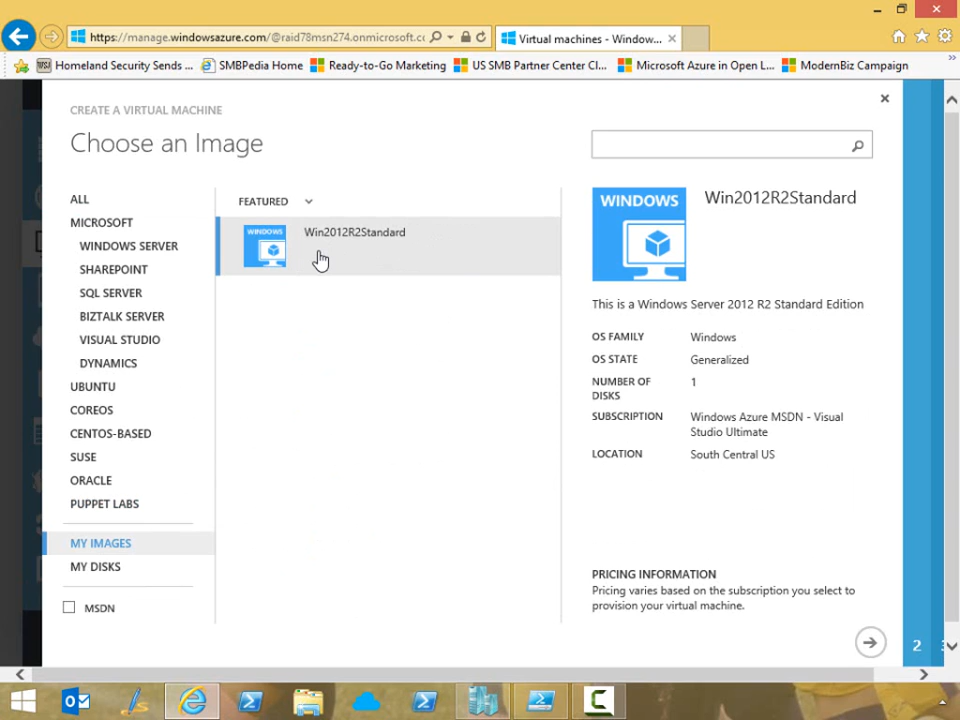 https://manage.windowsazure.com/@raid78msn274.onmicrosoft.cc
Virtual machines - Window...
Homeland Security Sends ...
SMBPedia Home
Ready-to-Go Marketing
US SMB Partner Center Cl...
Microsoft Azure in Open L...
ModernBiz Campaign
CREATE A VIRTUAL MACHINE
Choose an Image
ALL
MICROSOFT
WINDOWS SERVER
SHAREPOINT
SQL SERVER
BIZTALK SERVER
VISUAL STUDIO
DYNAMICS
UBUNTU
COREOS
CENTOS-BASED
SUSE
ORACLE
PUPPET LABS
MY IMAGES
MY DISKS
MSDN
FEATURED
WINDOWS
Win2012R2Standard
WINDOWS
Win2012R2Standard
This is a Windows Server 2012 R2 Standard Edition
OS FAMILY Windows
OS STATE Generalized
NUMBER OF DISKS 1
SUBSCRIPTION Windows Azure MSDN - Visual
Studio Ultimate
LOCATION South Central US
PRICING INFORMATION
Pricing varies based on the subscription you select to
provision your virtual machine.
2